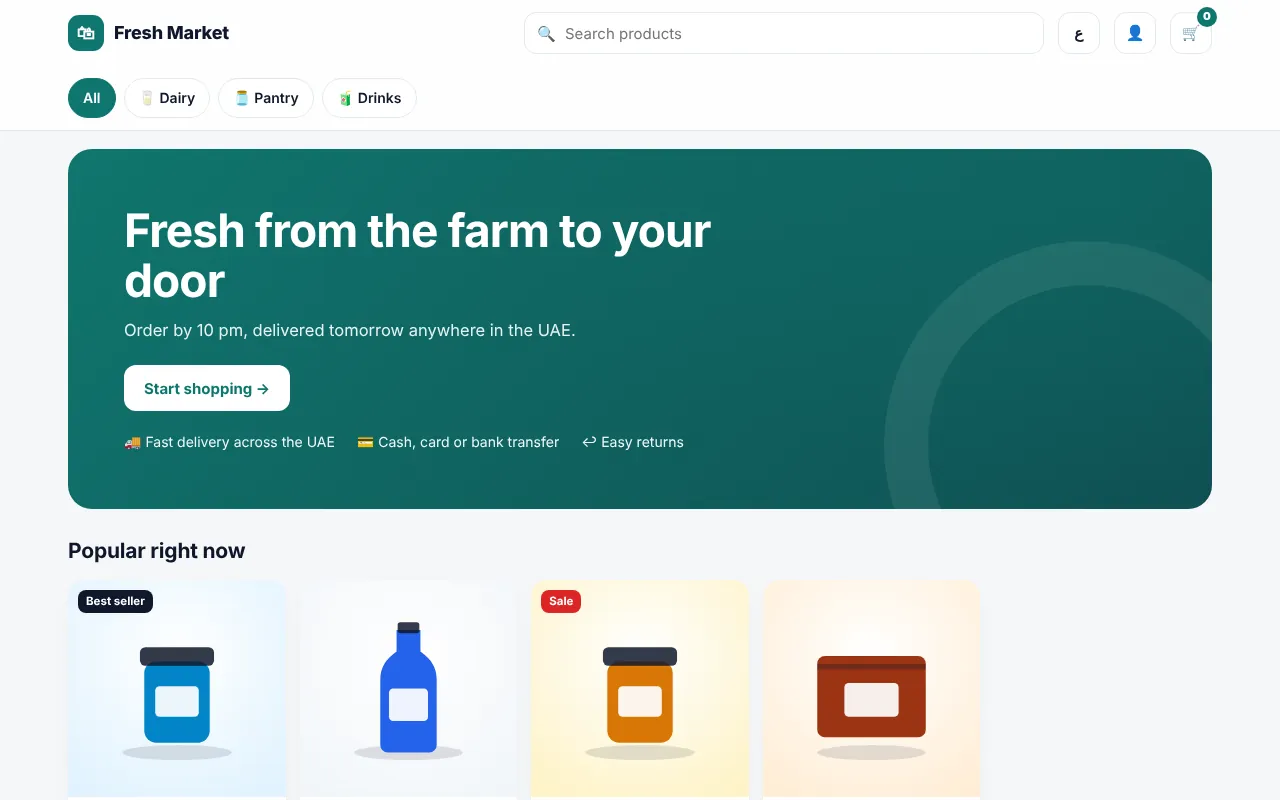 Fresh Market
Search products
ع
0
All
Dairy
Pantry
Drinks
Fresh from the farm to your
door
Order by 10 pm, delivered tomorrow anywhere in the UAE.
Start shopping →
Fast delivery across the UAE
Cash, card or bank transfer
Easy returns
Popular right now
Best seller
Sale